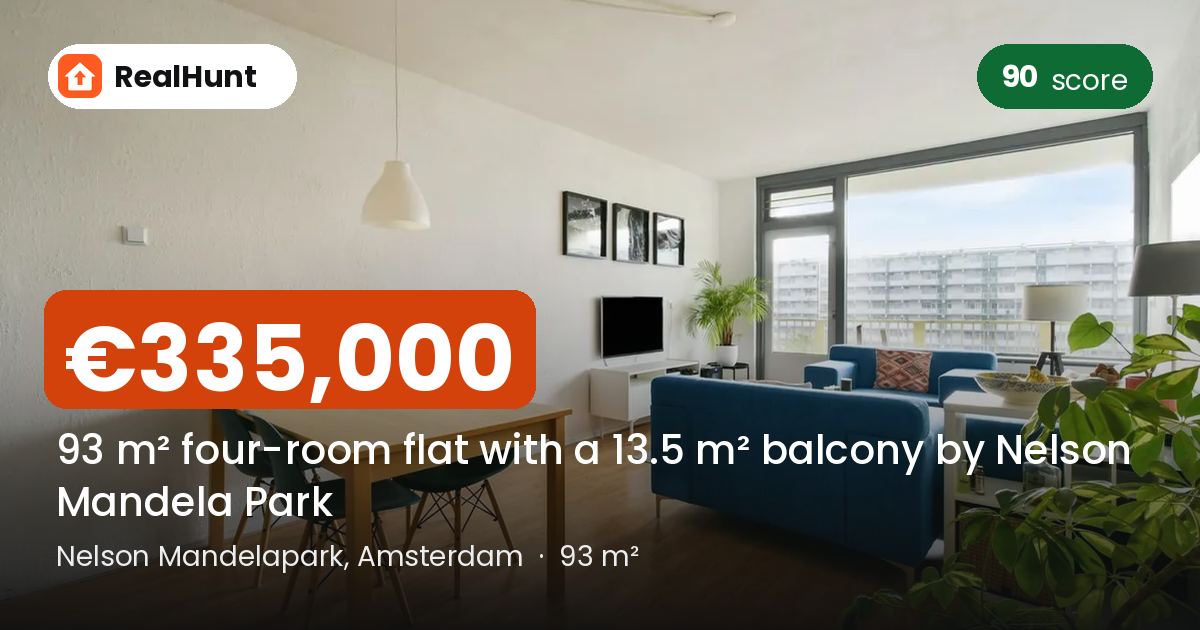 RealHunt
90 score
€335,000
93 m² four-room flat with a 13.5 m² balcony by Nelson
Mandela Park
Nelson Mandelapark, Amsterdam · 93 m²